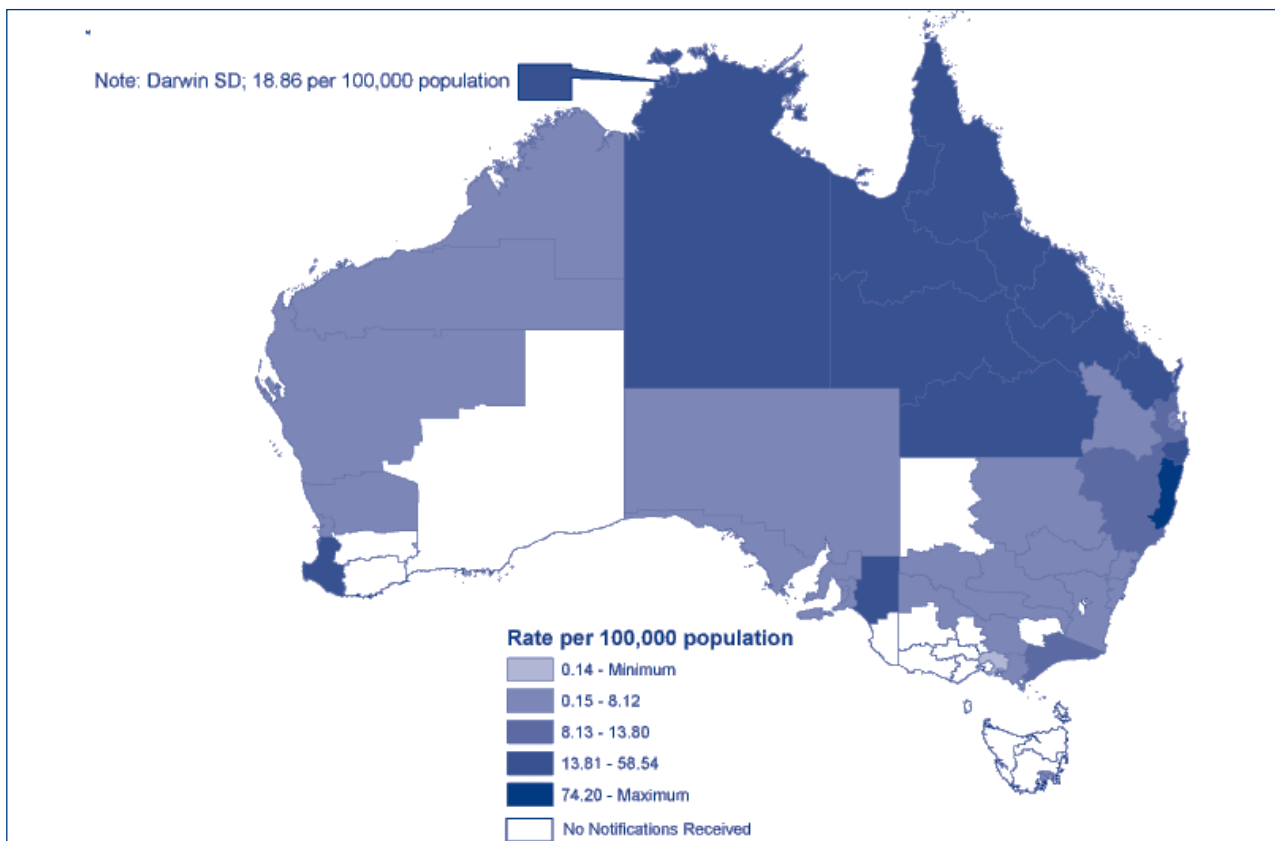 Note: Darwin SD; 18.86 per 100,000 population
Rate per 100,000 population
0.14 - Minimum
0.15 - 8.12
8.13 - 13.80
13.81 - 58.54
74.20 - Maximum
No Notifications Received